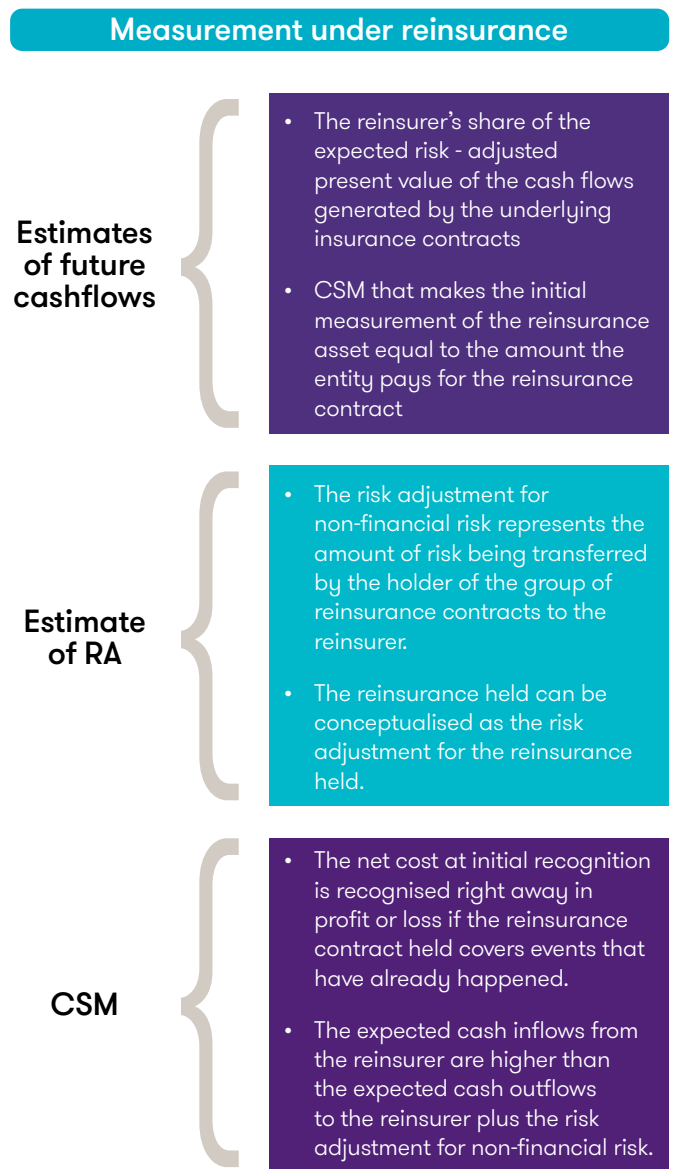 Measurement under reinsurance
Estimates
of future
cashflows
• The reinsurer’s share of the
expected risk - adjusted
present value of the cash flows
generated by the underlying
insurance contracts
• CSM that makes the initial
measurement of the reinsurance
asset equal to the amount the
entity pays for the reinsurance
contract
Estimate
of RA
• The risk adjustment for
non-financial risk represents the
amount of risk being transferred
by the holder of the group of
reinsurance contracts to the
reinsurer.
• The reinsurance held can be
conceptualised as the risk
adjustment for the reinsurance
held.
CSM
• The net cost at initial recognition
is recognised right away in
profit or loss if the reinsurance
contract held covers events that
have already happened.
• The expected cash inflows from
the reinsurer are higher than
the expected cash outflows
to the reinsurer plus the risk
adjustment for non-financial risk.